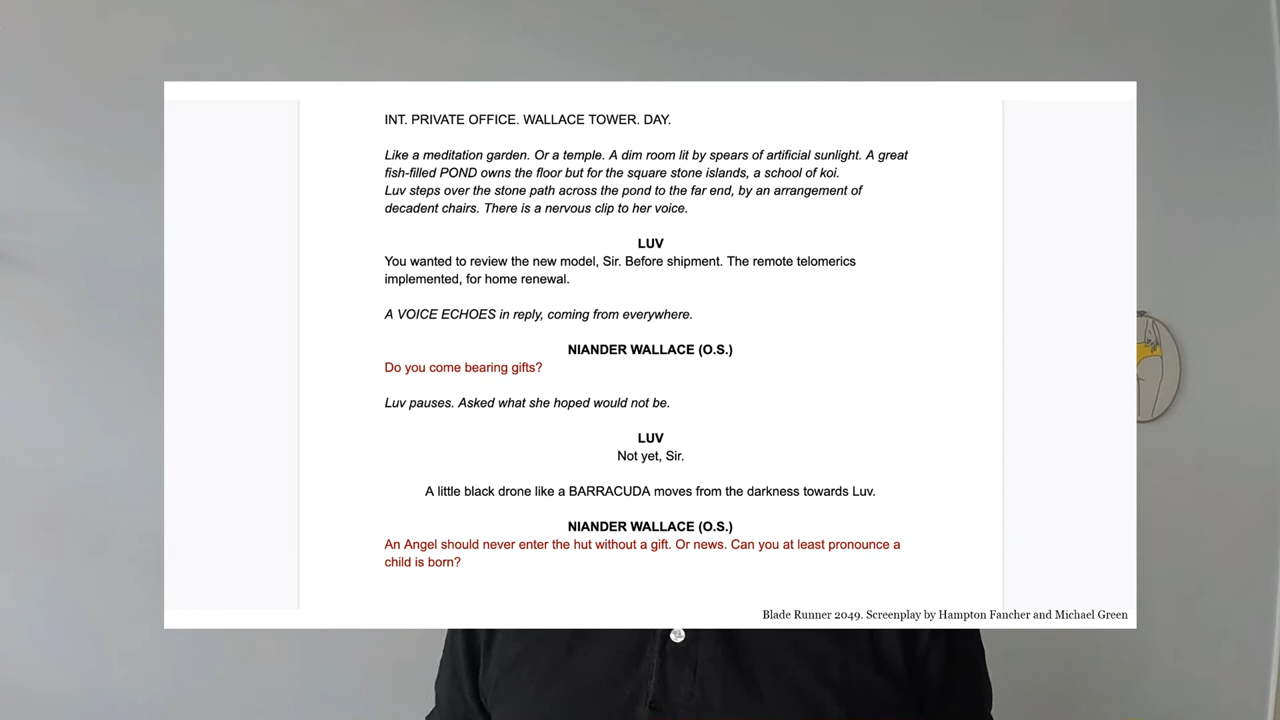 INT. PRIVATE OFFICE. WALLACE TOWER. DAY.
Like a meditation garden. Or a temple. A dim room lit by spears of artificial sunlight. A great
fish-filled POND owns the floor but for the square stone islands, a school of koi.
Luv steps over the stone path across the pond to the far end, by an arrangement of
decadent chairs. There is a nervous clip to her voice.
LUV
You wanted to review the new model, Sir. Before shipment. The remote telomerics
implemented, for home renewal.
A VOICE ECHOES in reply, coming from everywhere.
NIANDER WALLACE (O.S.)
Do you come bearing gifts?
Luv pauses. Asked what she hoped would not be.
LUV
Not yet, Sir.
A little black drone like a BARRACUDA moves from the darkness towards Luv.
NIANDER WALLACE (O.S.)
An Angel should never enter the hut without a gift. Or news. Can you at least pronounce a
child is born?
Blade Runner 2049. Screenplay by Hampton Fancher and Michael Green